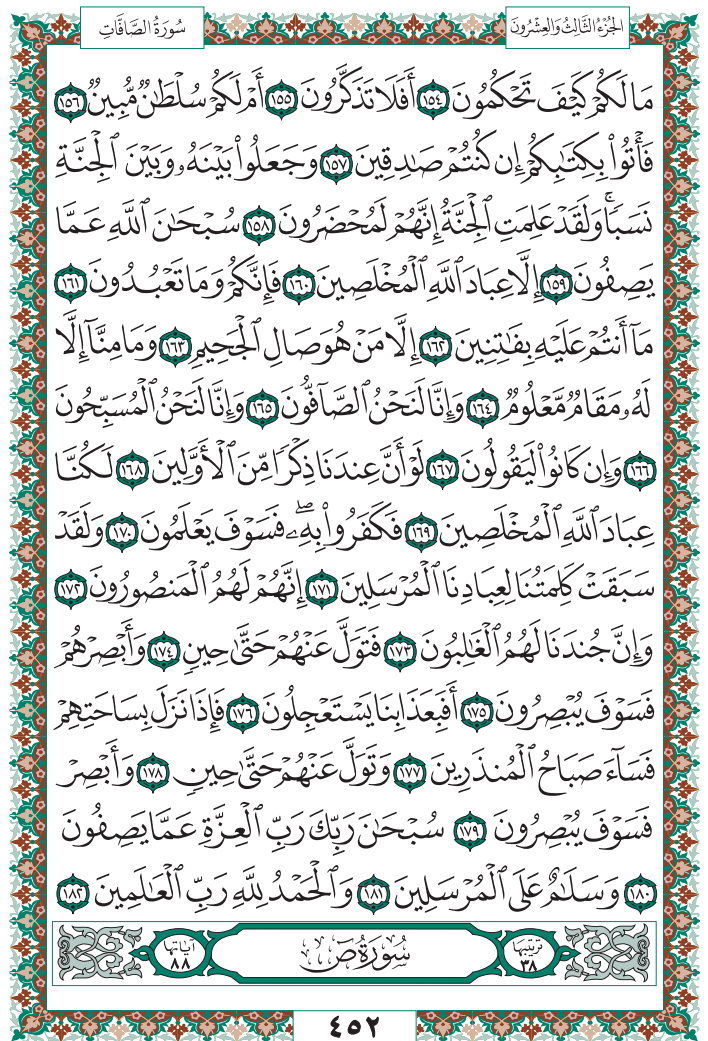 الجُزْءُ الثَّالِثُ وَالْعِشْرُونَ
سُورَةُ الصَّافَّاتِ
مَا لَكُمْ كَيْفَ تَحْكُمُونَ ١٥٤ أَفَلَا تَذَكَّرُونَ ١٥٥ أَمْ لَكُمْ سُلْطَٰنٌ مُّبِينٌ ١٥٦
فَأْتُوا۟ بِكِتَٰبِكُمْ إِن كُنتُمْ صَٰدِقِينَ ١٥٧ وَجَعَلُوا۟ بَيْنَهُۥ وَبَيْنَ ٱلْجِنَّةِ
نَسَبًا ۚ وَلَقَدْ عَلِمَتِ ٱلْجِنَّةُ إِنَّهُمْ لَمُحْضَرُونَ ١٥٨ سُبْحَٰنَ ٱللَّهِ عَمَّا
يَصِفُونَ ١٥٩ إِلَّا عِبَادَ ٱللَّهِ ٱلْمُخْلَصِينَ ١٦٠ فَإِنَّكُمْ وَمَا تَعْبُدُونَ ١٦١
مَآ أَنتُمْ عَلَيْهِ بِفَٰتِنِينَ ١٦٢ إِلَّا مَنْ هُوَ صَالِ ٱلْجَحِيمِ ١٦٣ وَمَا مِنَّآ إِلَّا
لَهُۥ مَقَامٌ مَّعْلُومٌ ١٦٤ وَإِنَّا لَنَحْنُ ٱلصَّآفُّونَ ١٦٥ وَإِنَّا لَنَحْنُ ٱلْمُسَبِّحُونَ
١٦٦ وَإِن كَانُوا۟ لَيَقُولُونَ ١٦٧ لَوْ أَنَّ عِندَنَا ذِكْرًا مِّنَ ٱلْأَوَّلِينَ ١٦٨ لَكُنَّا
عِبَادَ ٱللَّهِ ٱلْمُخْلَصِينَ ١٦٩ فَكَفَرُوا۟ بِهِۦ ۖ فَسَوْفَ يَعْلَمُونَ ١٧٠ وَلَقَدْ
سَبَقَتْ كَلِمَتُنَا لِعِبَادِنَا ٱلْمُرْسَلِينَ ١٧١ إِنَّهُمْ لَهُمُ ٱلْمَنصُورُونَ ١٧٢
وَإِنَّ جُندَنَا لَهُمُ ٱلْغَٰلِبُونَ ١٧٣ فَتَوَلَّ عَنْهُمْ حَتَّىٰ حِينٍ ١٧٤ وَأَبْصِرْهُمْ
فَسَوْفَ يُبْصِرُونَ ١٧٥ أَفَبِعَذَابِنَا يَسْتَعْجِلُونَ ١٧٦ فَإِذَا نَزَلَ بِسَاحَتِهِمْ
فَسَآءَ صَبَاحُ ٱلْمُنذَرِينَ ١٧٧ وَتَوَلَّ عَنْهُمْ حَتَّىٰ حِينٍ ١٧٨ وَأَبْصِرْ
فَسَوْفَ يُبْصِرُونَ ١٧٩ سُبْحَٰنَ رَبِّكَ رَبِّ ٱلْعِزَّةِ عَمَّا يَصِفُونَ
١٨٠ وَسَلَٰمٌ عَلَى ٱلْمُرْسَلِينَ ١٨١ وَٱلْحَمْدُ لِلَّهِ رَبِّ ٱلْعَٰلَمِينَ ١٨٢
ترتيبها ٣٨ سُورَةُ صٓ آياتها ٨٨
٤٥٢